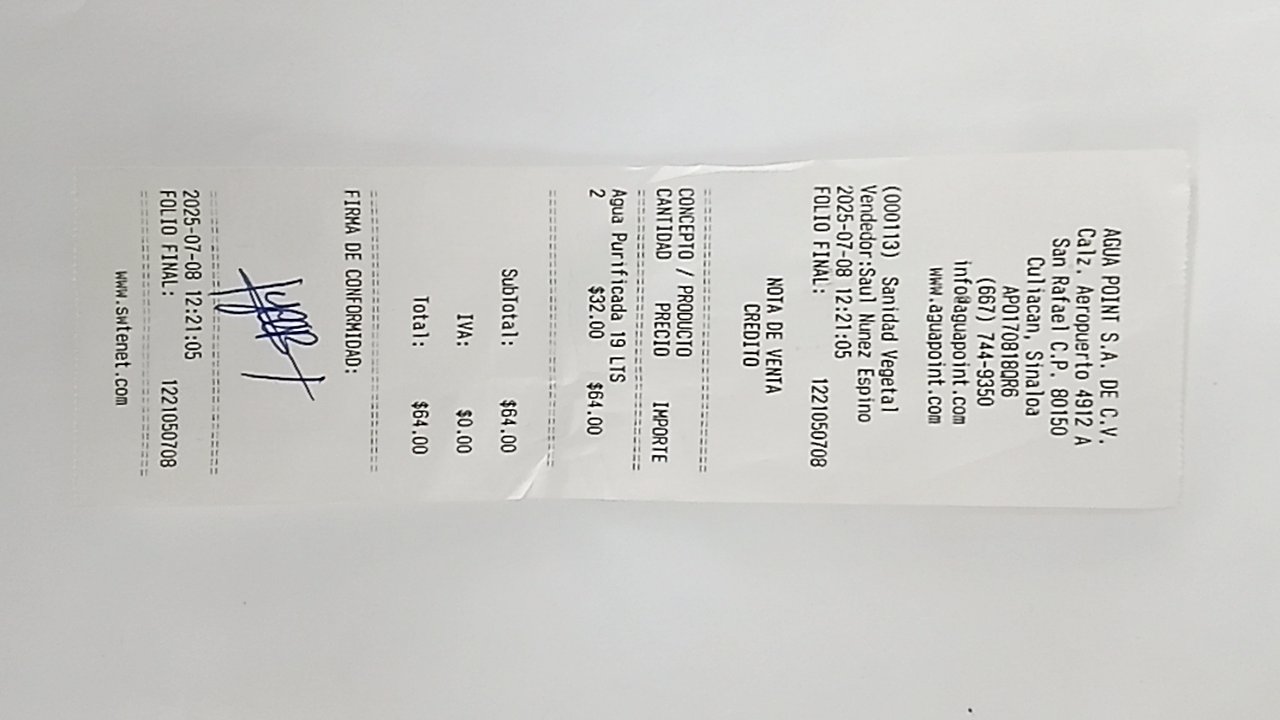 AGUA POINT S.A. DE C.V.
Calz. Aeropuerto 4912 A
San Rafael C.P. 80150
Culiacan, Sinaloa
APO170818QR6
(667) 744-9350
info@aguapoint.com
www.aguapoint.com
(000113) Sanidad Vegetal
Vendedor:Saul Nunez Espino
2025-07-08 12:21:05
FOLIO FINAL: 1221050708
NOTA DE VENTA
CREDITO
CONCEPTO / PRODUCTO
CANTIDAD PRECIO IMPORTE
Agua Purificada 19 LTS
2 $32.00 $64.00
SubTotal: $64.00
IVA: $0.00
Total: $64.00
FIRMA DE CONFORMIDAD:
2025-07-08 12:21:05
FOLIO FINAL: 1221050708
www.swtenet.com